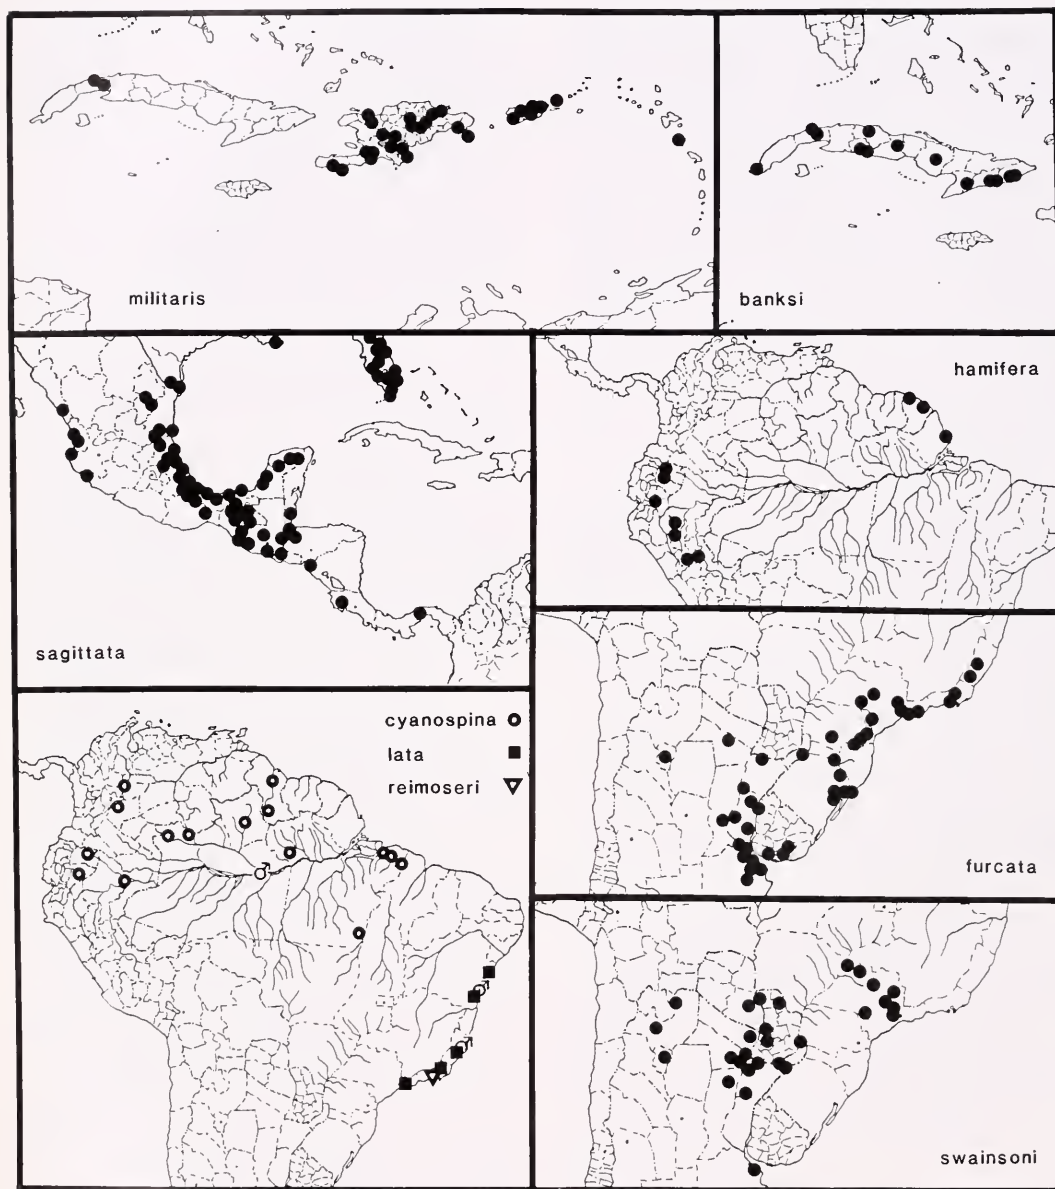 militaris
banksi
sagittata
hamifera
cyanospina
lata
reimoseri
♂
♂
♂
furcata
swainsoni